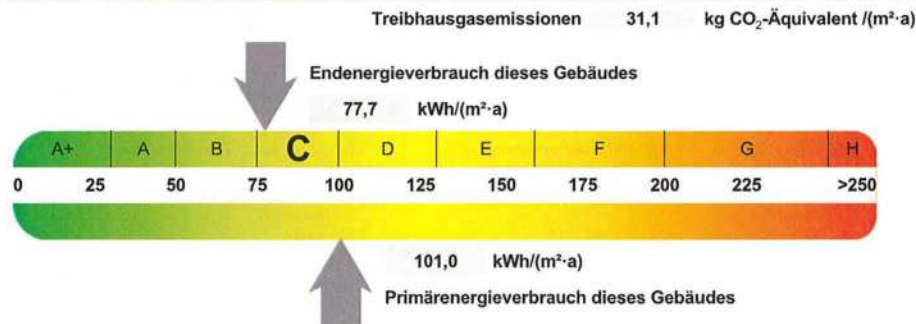 Treibhausgasemissionen 31,1 kg CO₂-Äquivalent /(m²·a)
Endenergieverbrauch dieses Gebäudes
77,7 kWh/(m²·a)
A+ A B C D E F G H
0 25 50 75 100 125 150 175 200 225 >250
101,0 kWh/(m²·a)
Primärenergieverbrauch dieses Gebäudes